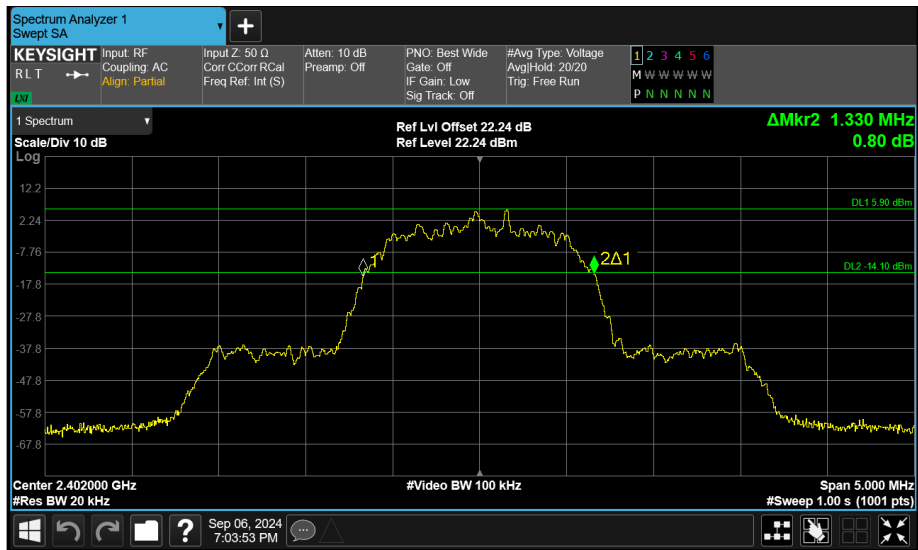 Spectrum Analyzer 1
Swept SA
+
KEYSIGHT
RLT
LXI
Input: RF
Coupling: AC
Align: Partial
Input Z: 50 Ω
Corr CCorr RCal
Freq Ref: Int (S)
Atten: 10 dB
Preamp: Off
PNO: Best Wide
Gate: Off
IF Gain: Low
Sig Track: Off
#Avg Type: Voltage
Avg|Hold: 20/20
Trig: Free Run
1 2 3 4 5 6
M W W W W W
P N N N N N
1 Spectrum
Scale/Div 10 dB
Ref Lvl Offset 22.24 dB
Ref Level 22.24 dBm
ΔMkr2 1.330 MHz
0.80 dB
Log
12.2
DL1 5.90 dBm
2.24
-7.76
1
2Δ1
DL2 -14.10 dBm
-17.8
-27.8
-37.8
-47.8
-57.8
-67.8
Center 2.402000 GHz
#Video BW 100 kHz
Span 5.000 MHz
#Res BW 20 kHz
#Sweep 1.00 s (1001 pts)
?
Sep 06, 2024
7:03:53 PM